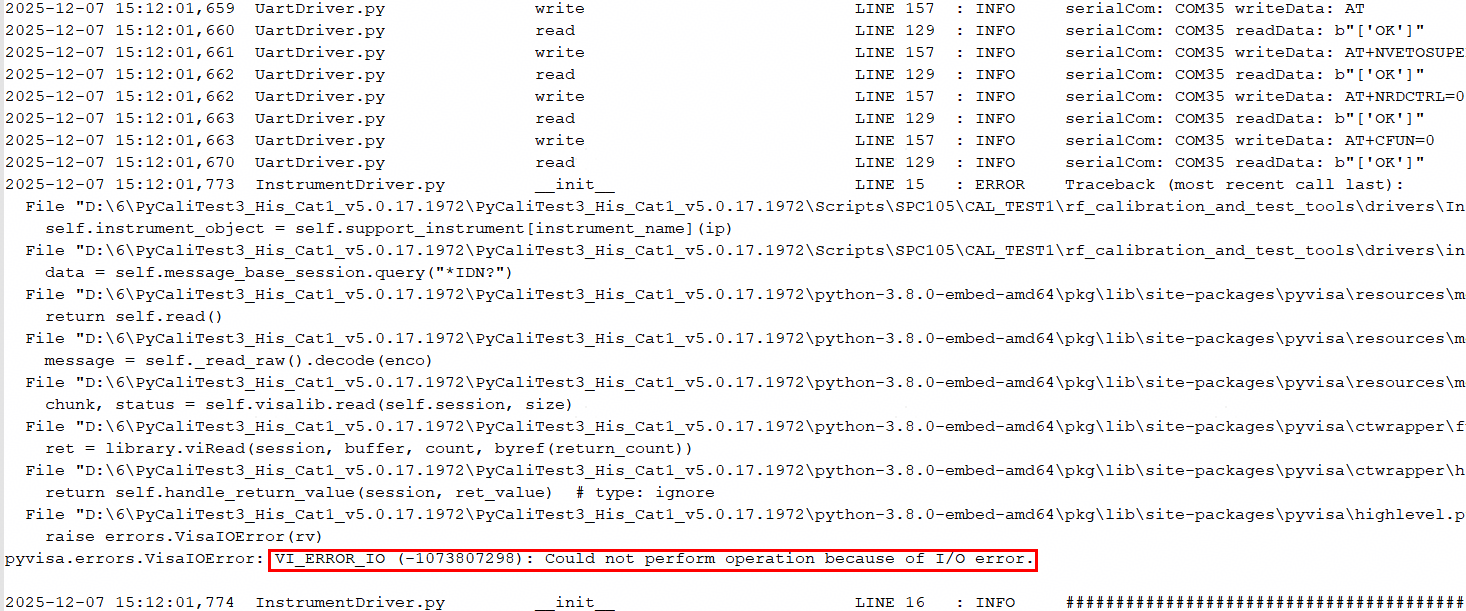 2025-12-07 15:12:01,659 UartDriver.py write LINE 157 : INFO serialCom: COM35 writeData: AT
2025-12-07 15:12:01,660 UartDriver.py read LINE 129 : INFO serialCom: COM35 readData: b"['OK']"
2025-12-07 15:12:01,661 UartDriver.py write LINE 157 : INFO serialCom: COM35 writeData: AT+NVETOSUPE
2025-12-07 15:12:01,662 UartDriver.py read LINE 129 : INFO serialCom: COM35 readData: b"['OK']"
2025-12-07 15:12:01,662 UartDriver.py write LINE 157 : INFO serialCom: COM35 writeData: AT+NRDCTRL=0
2025-12-07 15:12:01,663 UartDriver.py read LINE 129 : INFO serialCom: COM35 readData: b"['OK']"
2025-12-07 15:12:01,663 UartDriver.py write LINE 157 : INFO serialCom: COM35 writeData: AT+CFUN=0
2025-12-07 15:12:01,670 UartDriver.py read LINE 129 : INFO serialCom: COM35 readData: b"['OK']"
2025-12-07 15:12:01,773 InstrumentDriver.py __init__ LINE 15 : ERROR Traceback (most recent call last):
File "D:\6\PyCaliTest3_His_Cat1_v5.0.17.1972\PyCaliTest3_His_Cat1_v5.0.17.1972\Scripts\SPC105\CAL_TEST1\rf_calibration_and_test_tools\drivers\In
self.instrument_object = self.support_instrument[instrument_name](ip)
File "D:\6\PyCaliTest3_His_Cat1_v5.0.17.1972\PyCaliTest3_His_Cat1_v5.0.17.1972\Scripts\SPC105\CAL_TEST1\rf_calibration_and_test_tools\drivers\in
data = self.message_base_session.query("*IDN?")
File "D:\6\PyCaliTest3_His_Cat1_v5.0.17.1972\PyCaliTest3_His_Cat1_v5.0.17.1972\python-3.8.0-embed-amd64\pkg\lib\site-packages\pyvisa\resources\m
return self.read()
File "D:\6\PyCaliTest3_His_Cat1_v5.0.17.1972\PyCaliTest3_His_Cat1_v5.0.17.1972\python-3.8.0-embed-amd64\pkg\lib\site-packages\pyvisa\resources\m
message = self._read_raw().decode(enco)
File "D:\6\PyCaliTest3_His_Cat1_v5.0.17.1972\PyCaliTest3_His_Cat1_v5.0.17.1972\python-3.8.0-embed-amd64\pkg\lib\site-packages\pyvisa\resources\m
chunk, status = self.visalib.read(self.session, size)
File "D:\6\PyCaliTest3_His_Cat1_v5.0.17.1972\PyCaliTest3_His_Cat1_v5.0.17.1972\python-3.8.0-embed-amd64\pkg\lib\site-packages\pyvisa\ctwrapper\f
ret = library.viRead(session, buffer, count, byref(return_count))
File "D:\6\PyCaliTest3_His_Cat1_v5.0.17.1972\PyCaliTest3_His_Cat1_v5.0.17.1972\python-3.8.0-embed-amd64\pkg\lib\site-packages\pyvisa\ctwrapper\h
return self.handle_return_value(session, ret_value) # type: ignore
File "D:\6\PyCaliTest3_His_Cat1_v5.0.17.1972\PyCaliTest3_His_Cat1_v5.0.17.1972\python-3.8.0-embed-amd64\pkg\lib\site-packages\pyvisa\highlevel.p
raise errors.VisaIOError(rv)
pyvisa.errors.VisaIOError: VI_ERROR_IO (-1073807298): Could not perform operation because of I/O error.
2025-12-07 15:12:01,774 InstrumentDriver.py __init__ LINE 16 : INFO ########################################